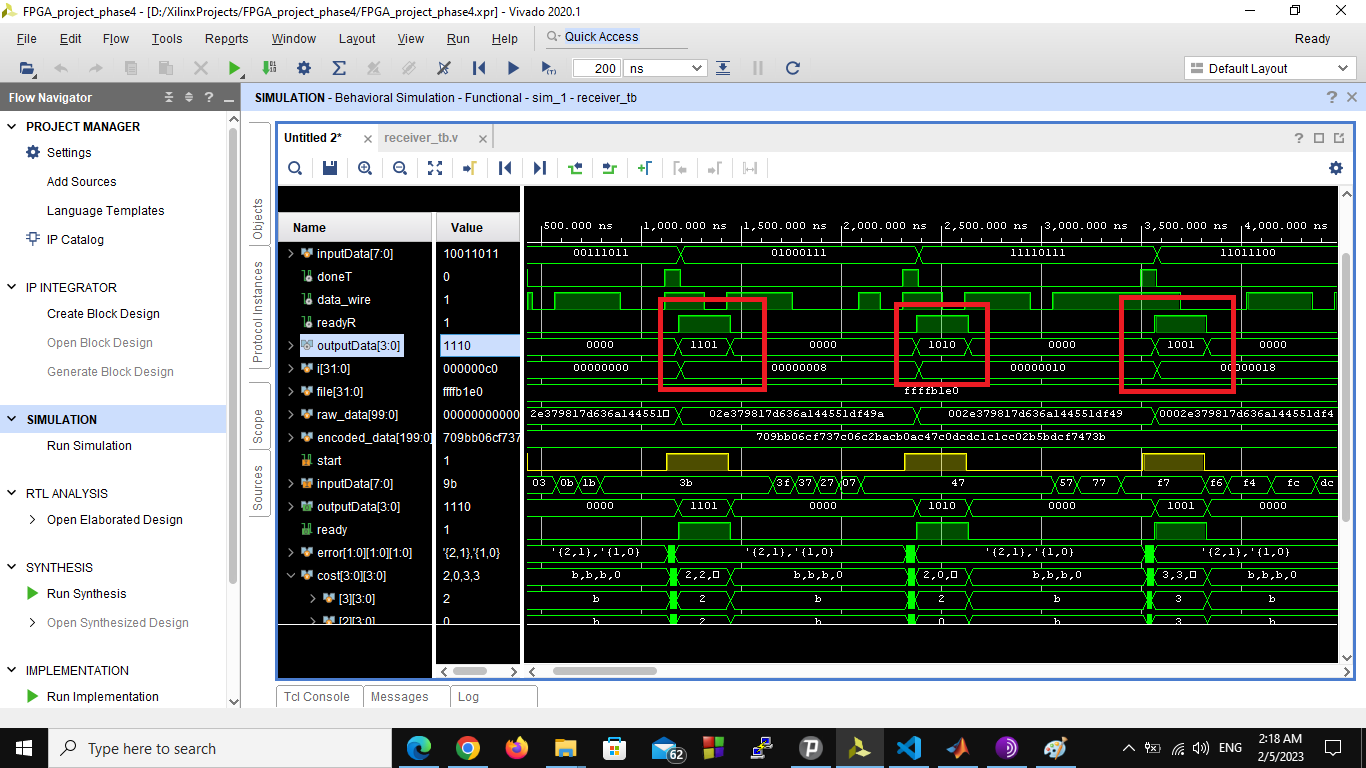 FPGA_project_phase4 - [D:/XilinxProjects/FPGA_project_phase4/FPGA_project_phase4.xpr] - Vivado 2020.1
File Edit Flow Tools Reports Window Layout View Run Help Quick Access Ready
200 ns Default Layout
Flow Navigator
SIMULATION - Behavioral Simulation - Functional - sim_1 - receiver_tb
PROJECT MANAGER
Settings
Add Sources
Language Templates
IP Catalog
IP INTEGRATOR
Create Block Design
Open Block Design
Generate Block Design
SIMULATION
Run Simulation
RTL ANALYSIS
Open Elaborated Design
SYNTHESIS
Run Synthesis
Open Synthesized Design
IMPLEMENTATION
Run Implementation
Objects
Protocol Instances
Scope
Sources
Untitled 2* receiver_tb.v
Name Value
500.000 ns 1,000.000 ns 1,500.000 ns 2,000.000 ns 2,500.000 ns 3,000.000 ns 3,500.000 ns 4,000.000 ns
inputData[7:0] 10011011 00111011 01000111 11110111 11011100
doneT 0
data_wire 1
readyR 1
outputData[3:0] 1110 0000 1101 0000 1010 0000 1001 0000
i[31:0] 000000c0 00000000 00000008 00000010 00000018
file[31:0] ffffb1e0 ffffb1e0
raw_data[99:0] 00000000000 2e379817d636a144551 02e379817d636a144551df49a 002e379817d636a144551df49 0002e379817d636a144551df4
encoded_data[199:0] 709bb06cf737 709bb06cf737c06c2bacb0ac47c0dcdc1c1cc02b5bdcf7473b
start 1
inputData[7:0] 9b 03 0b 1b 3b 3f 37 27 07 47 57 77 f7 f6 f4 fc dc
outputData[3:0] 1110 0000 1101 0000 1010 0000 1001 0000
ready 1
error[1:0][1:0][1:0] '{2,1},'{1,0} '{2,1},'{1,0} '{2,1},'{1,0} '{2,1},'{1,0} '{2,1},'{1,0}
cost[3:0][3:0] 2,0,3,3 b,b,b,0 2,2, b,b,b,0 2,0, b,b,b,0 3,3, b,b,b,0
[3][3:0] 2 b 2 b 2 b 3 b
[2][3:0] 0 b 2 b 0 b 3 b
Tcl Console Messages Log
Type here to search
62
ENG
2:18 AM
2/5/2023